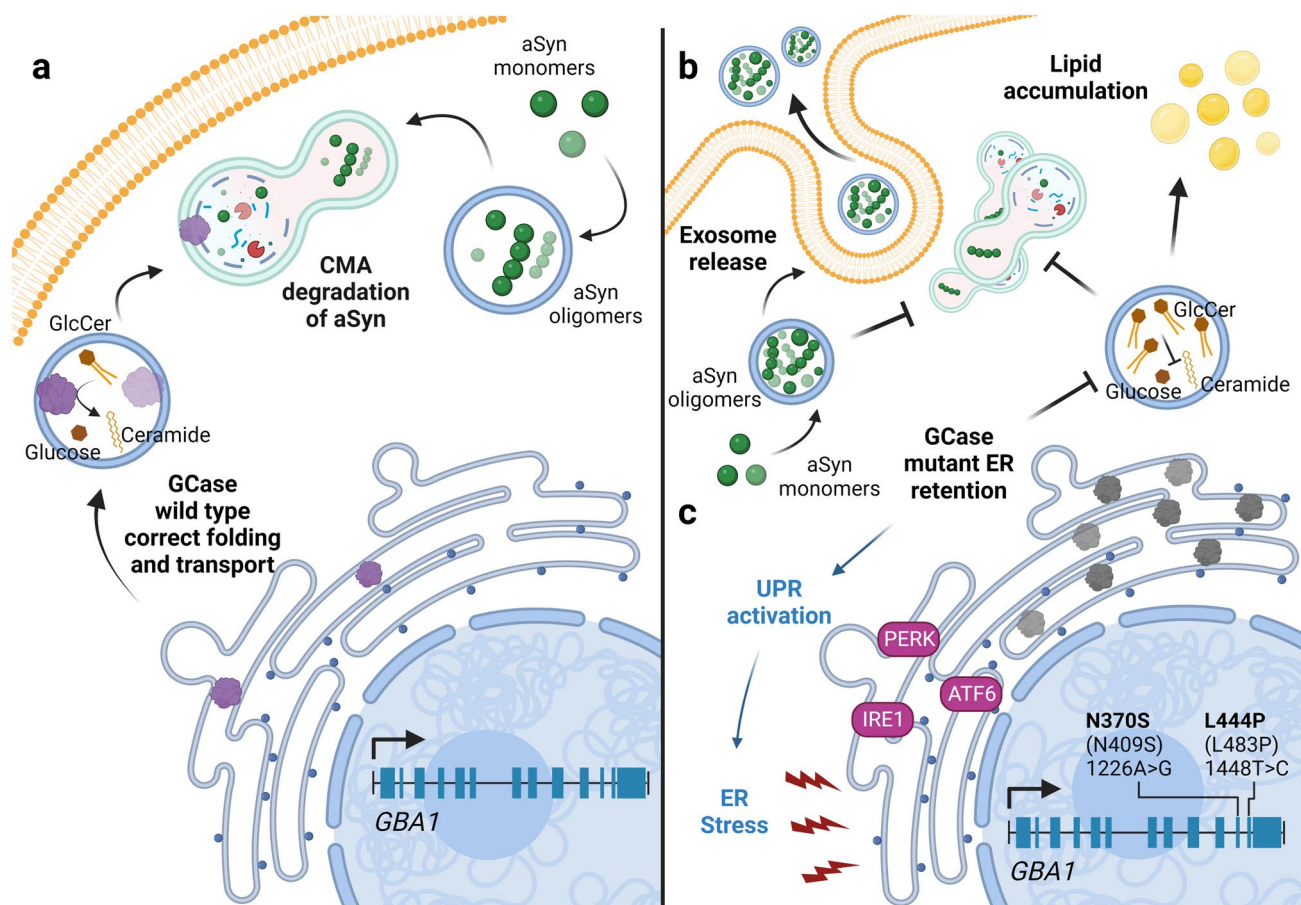 a
aSyn
monomers
CMA
degradation
of aSyn
aSyn
oligomers
GlcCer
Glucose
Ceramide
GCase
wild type
correct folding
and transport
GBA1
b
Lipid
accumulation
Exosome
release
aSyn
oligomers
aSyn
monomers
GlcCer
Glucose
Ceramide
GCase
mutant ER
retention
c
UPR
activation
PERK
ATF6
IRE1
ER
Stress
N370S
(N409S)
1226A>G
L444P
(L483P)
1448T>C
GBA1